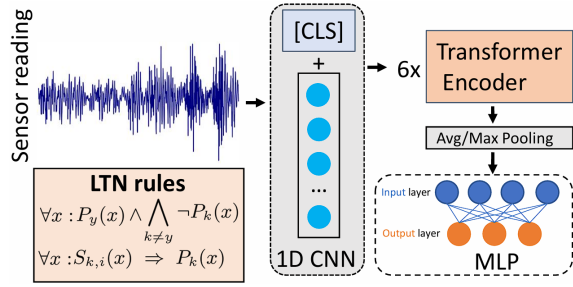 Sensor reading
[CLS]
+
...
1D CNN
6x
Transformer
Encoder
Avg/Max Pooling
Input layer
Output layer
MLP
LTN rules
∀x : P_y(x) ∧ ⋀_{k≠y} ¬P_k(x)
∀x : S_{k,i}(x) ⇒ P_k(x)